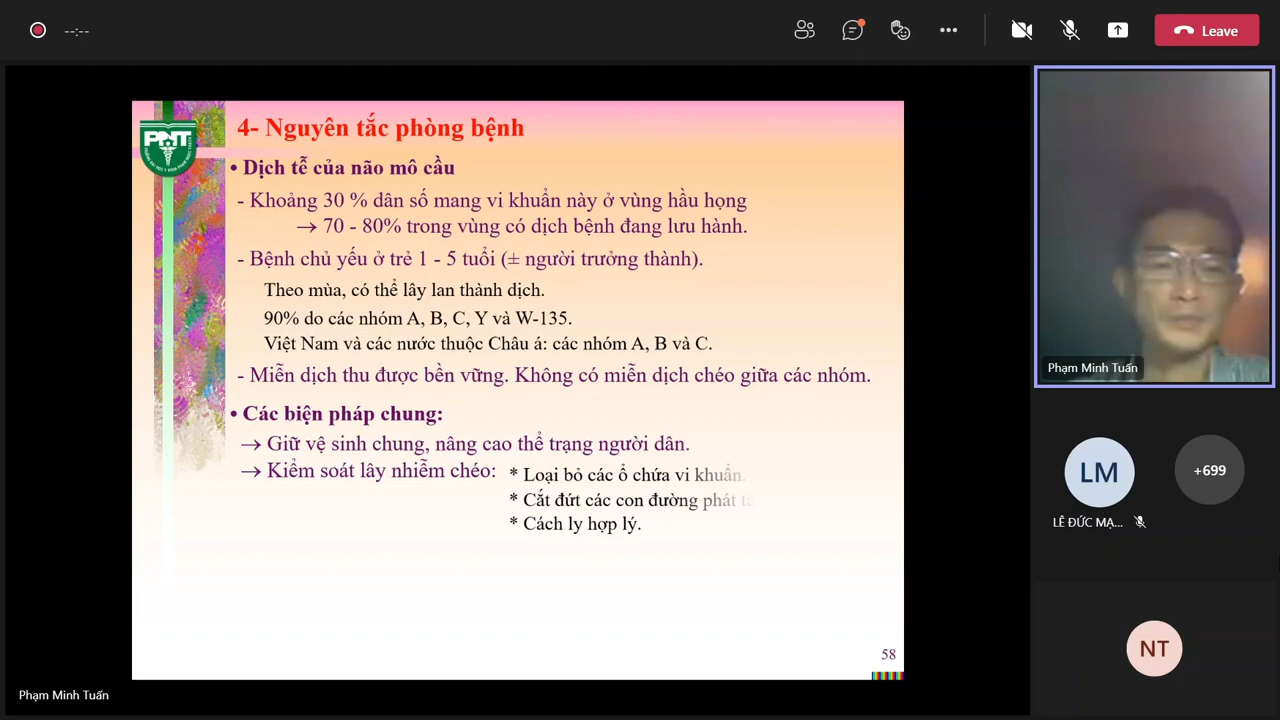 --:--
Leave
PNT
4- Nguyên tắc phòng bệnh
• Dịch tễ của não mô cầu
- Khoảng 30 % dân số mang vi khuẩn này ở vùng hầu họng
→ 70 - 80% trong vùng có dịch bệnh đang lưu hành.
- Bệnh chủ yếu ở trẻ 1 - 5 tuổi (± người trưởng thành).
Theo mùa, có thể lây lan thành dịch.
90% do các nhóm A, B, C, Y và W-135.
Việt Nam và các nước thuộc Châu á: các nhóm A, B và C.
- Miễn dịch thu được bền vững. Không có miễn dịch chéo giữa các nhóm.
• Các biện pháp chung:
→ Giữ vệ sinh chung, nâng cao thể trạng người dân.
→ Kiểm soát lây nhiễm chéo:
* Loại bỏ các ổ chứa vi khuẩn.
* Cắt đứt các con đường phát
* Cách ly hợp lý.
58
Phạm Minh Tuấn
Phạm Minh Tuấn
LM
LÊ ĐỨC MẠ...
+699
NT